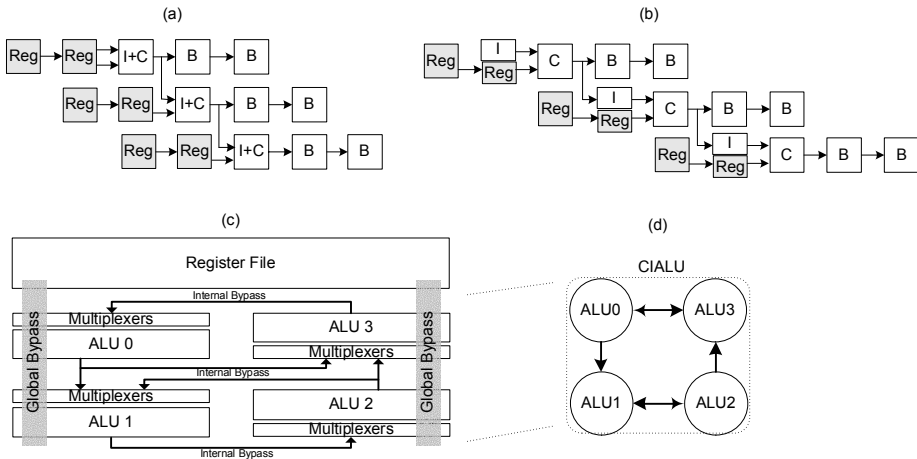 (a)
Reg Reg I+C B B
Reg Reg I+C B B
Reg Reg I+C B B
(b)
I
Reg Reg C B B
I
Reg Reg C B B
I
Reg Reg C B B
(c)
Register File
Global Bypass
Global Bypass
Internal Bypass
Multiplexers
ALU 0
ALU 3
Multiplexers
Internal Bypass
Multiplexers
ALU 1
ALU 2
Multiplexers
Internal Bypass
(d)
CIALU
ALU0 ALU3
ALU1 ALU2